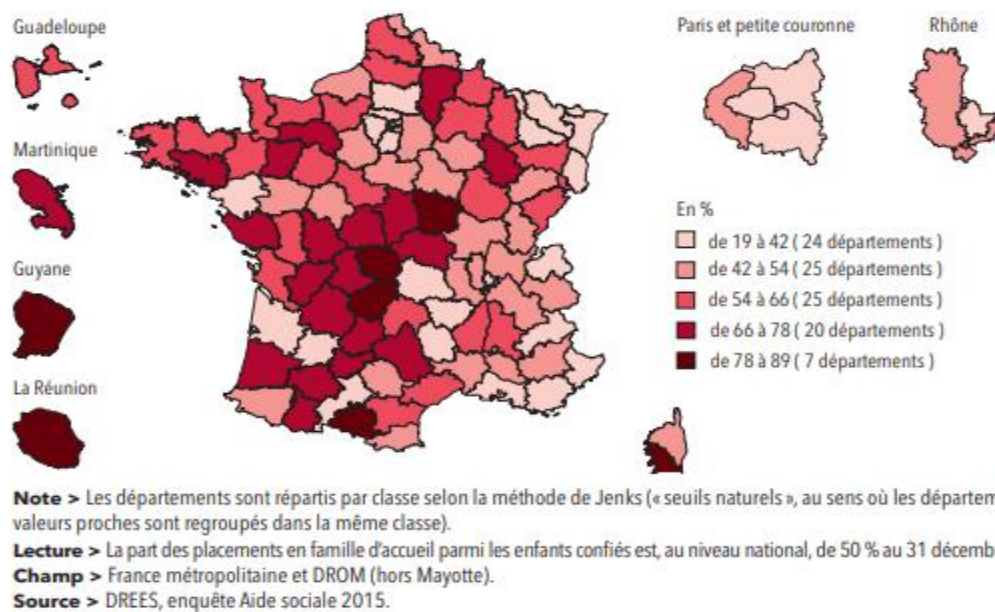 Guadeloupe
Paris et petite couronne
Rhône
Martinique
En %
de 19 à 42 ( 24 départements )
de 42 à 54 ( 25 départements )
Guyane
de 54 à 66 ( 25 départements )
de 66 à 78 ( 20 départements )
de 78 à 89 ( 7 départements )
La Réunion
Note > Les départements sont répartis par classe selon la méthode de Jenks (« seuils naturels », au sens où les départem
valeurs proches sont regroupés dans la même classe).
Lecture > La part des placements en famille d'accueil parmi les enfants confiés est, au niveau national, de 50 % au 31 décemb
Champ > France métropolitaine et DROM (hors Mayotte).
Source > DREES, enquête Aide sociale 2015.